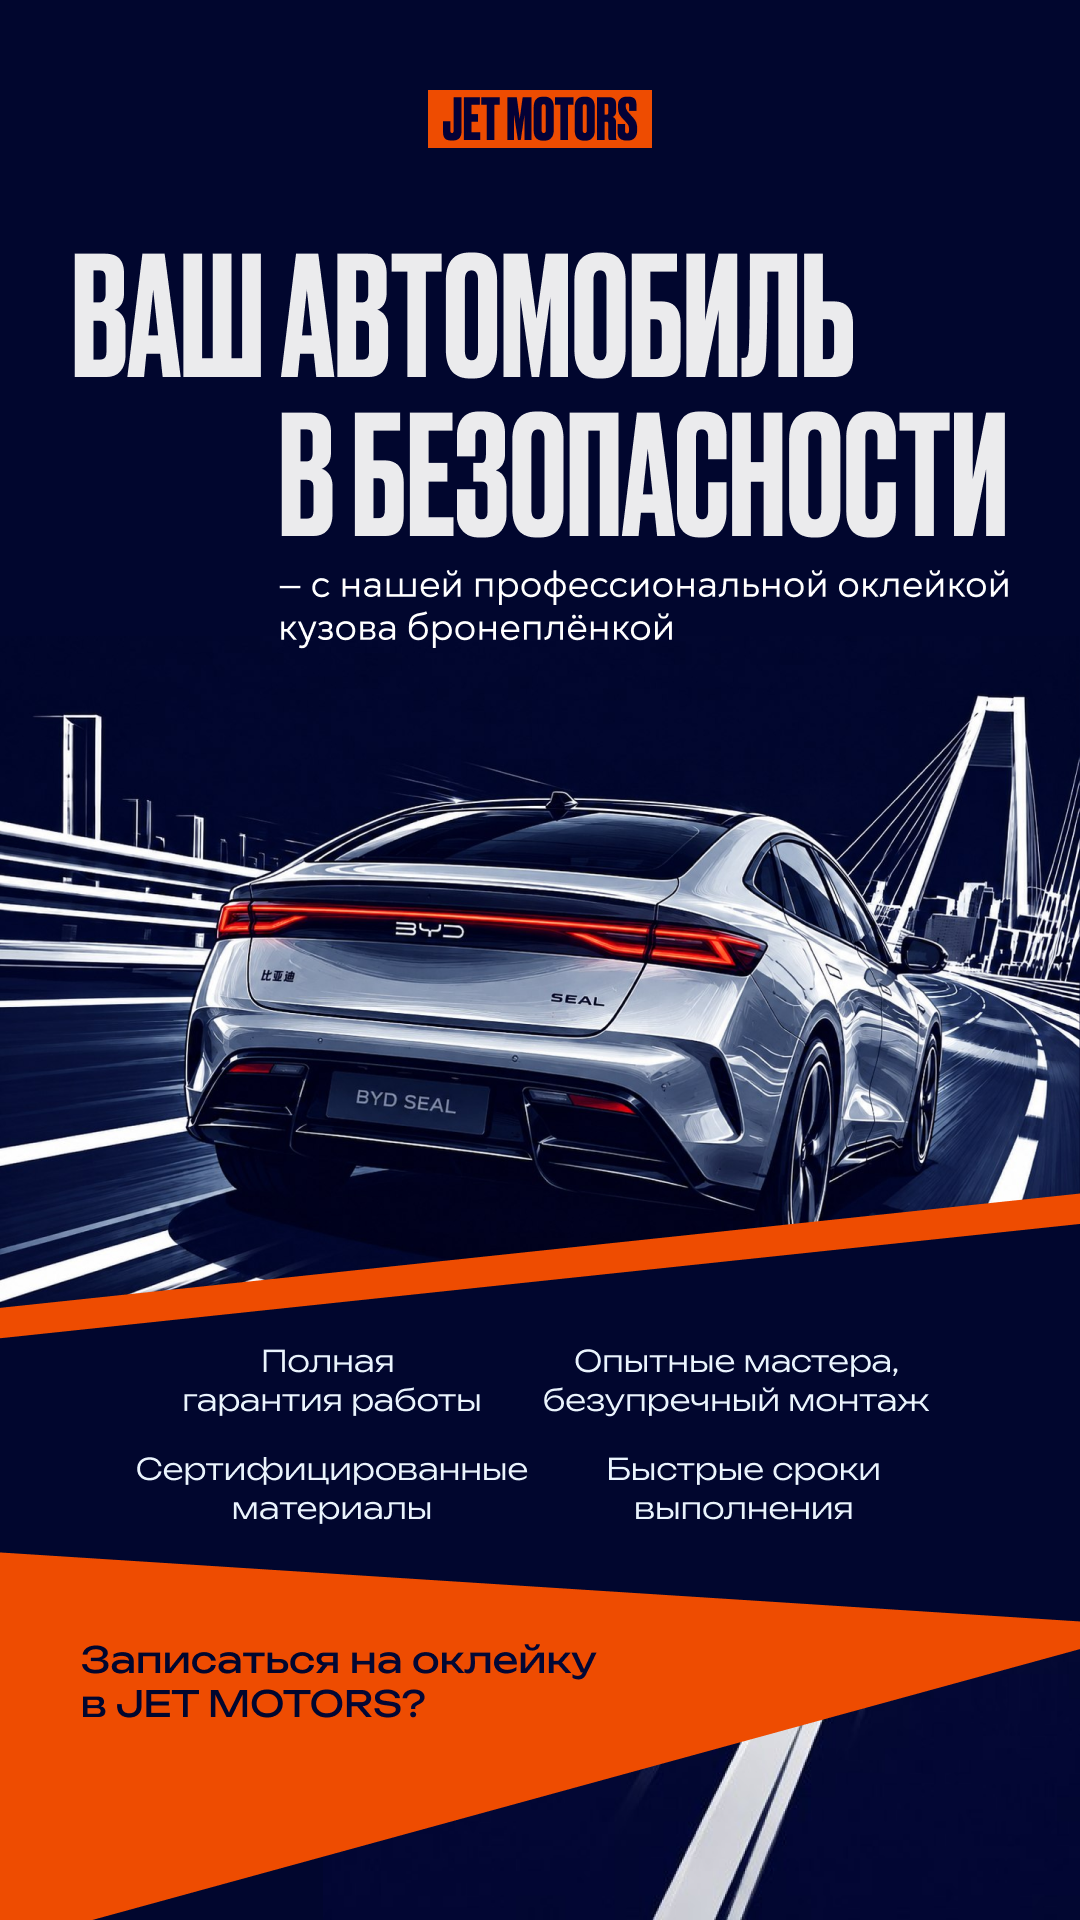 JET MOTORS
ВАШ АВТОМОБИЛЬ
В БЕЗОПАСНОСТИ
– с нашей профессиональной оклейкой
кузова бронеплёнкой
BYD
比亚迪
SEAL
BYD SEAL
Полная
гарантия работы
Опытные мастера,
безупречный монтаж
Сертифицированные
материалы
Быстрые сроки
выполнения
Записаться на оклейку
в JET MOTORS?